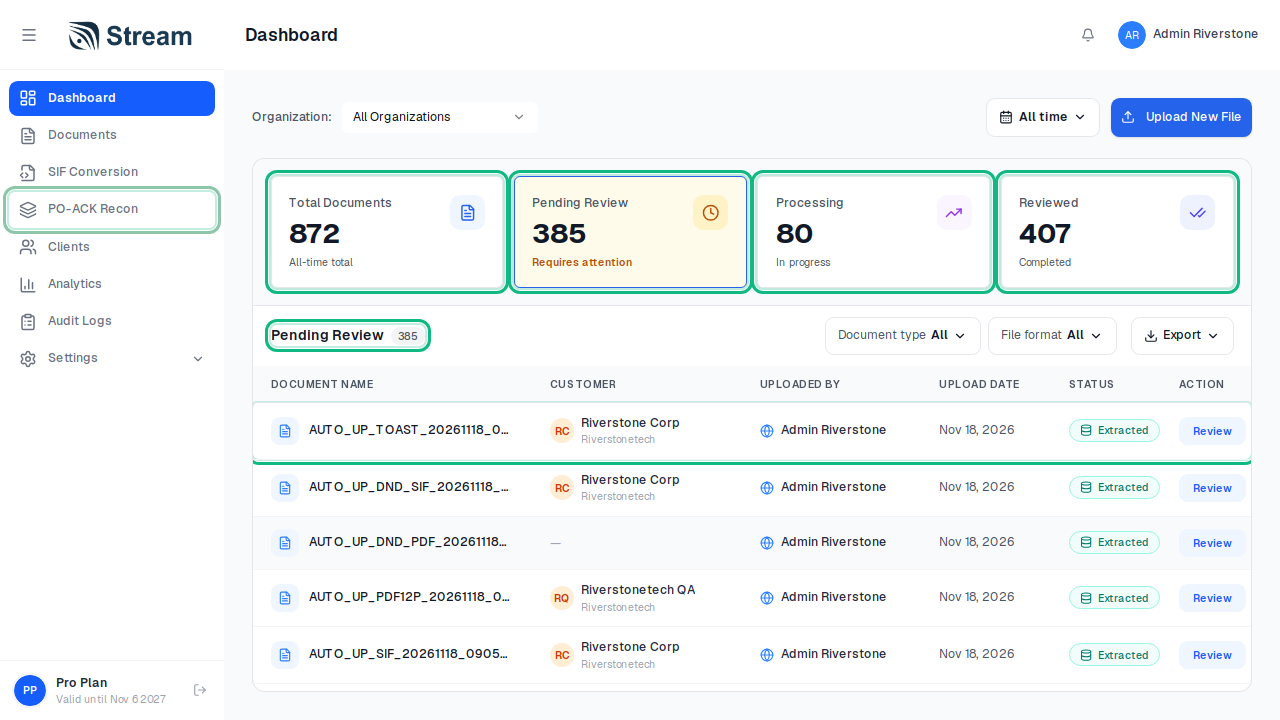 Stream
Dashboard
AR
Admin Riverstone
Dashboard
Documents
SIF Conversion
PO-ACK Recon
Clients
Analytics
Audit Logs
Settings
PP
Pro Plan
Valid until Nov 6 2027
Organization:
All Organizations
All time
Upload New File
Total Documents
872
All-time total
Pending Review
385
Requires attention
Processing
80
In progress
Reviewed
407
Completed
Pending Review 385
Document type All
File format All
Export
DOCUMENT NAME CUSTOMER UPLOADED BY UPLOAD DATE STATUS ACTION
AUTO_UP_TOAST_20261118_0... RC Riverstone Corp Admin Riverstone Nov 18, 2026 Extracted Review
Riverstonetech
AUTO_UP_DND_SIF_20261118_... RC Riverstone Corp Admin Riverstone Nov 18, 2026 Extracted Review
Riverstonetech
AUTO_UP_DND_PDF_20261118... — Admin Riverstone Nov 18, 2026 Extracted Review
AUTO_UP_PDF12P_20261118_0... RQ Riverstonetech QA Admin Riverstone Nov 18, 2026 Extracted Review
Riverstonetech
AUTO_UP_SIF_20261118_0905... RC Riverstone Corp Admin Riverstone Nov 18, 2026 Extracted Review
Riverstonetech